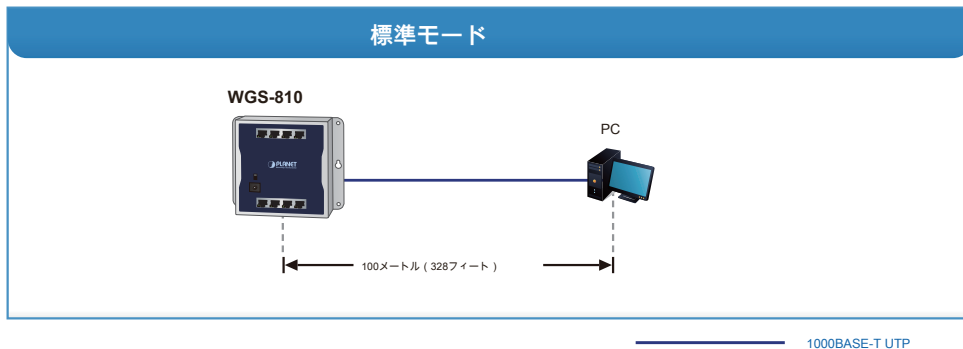 標準モード
WGS-810
PC
PLANET
100メートル ( 328フィート )
1000BASE-T UTP